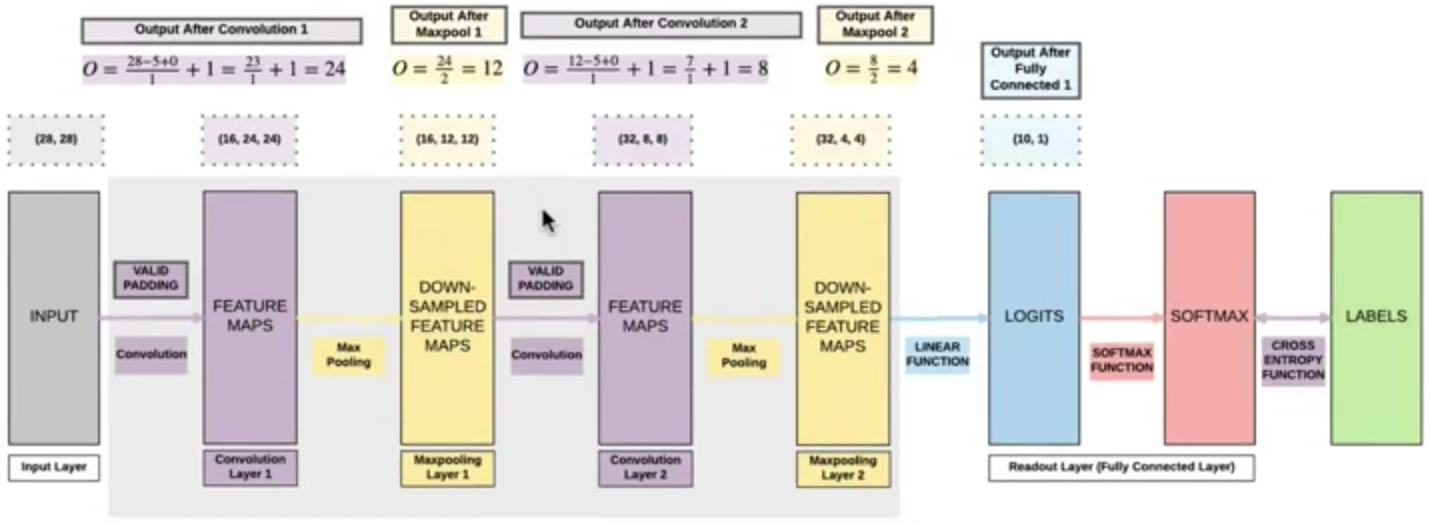 Output After Convolution 1
Output After
Maxpool 1
Output After Convolution 2
Output After
Maxpool 2
Output After
Fully
Connected 1
O = \frac{28-5+0}{1} + 1 = \frac{23}{1} + 1 = 24
O = \frac{24}{2} = 12
O = \frac{12-5+0}{1} + 1 = \frac{7}{1} + 1 = 8
O = \frac{8}{2} = 4
(28, 28)
(16, 24, 24)
(16, 12, 12)
(32, 8, 8)
(32, 4, 4)
(10, 1)
INPUT
VALID
PADDING
Convolution
FEATURE
MAPS
Max
Pooling
DOWN-
SAMPLED
FEATURE
MAPS
VALID
PADDING
Convolution
FEATURE
MAPS
Max
Pooling
DOWN-
SAMPLED
FEATURE
MAPS
LINEAR
FUNCTION
LOGITS
SOFTMAX
FUNCTION
SOFTMAX
CROSS
ENTROPY
FUNCTION
LABELS
Input Layer
Convolution
Layer 1
Maxpooling
Layer 1
Convolution
Layer 2
Maxpooling
Layer 2
Readout Layer (Fully Connected Layer)